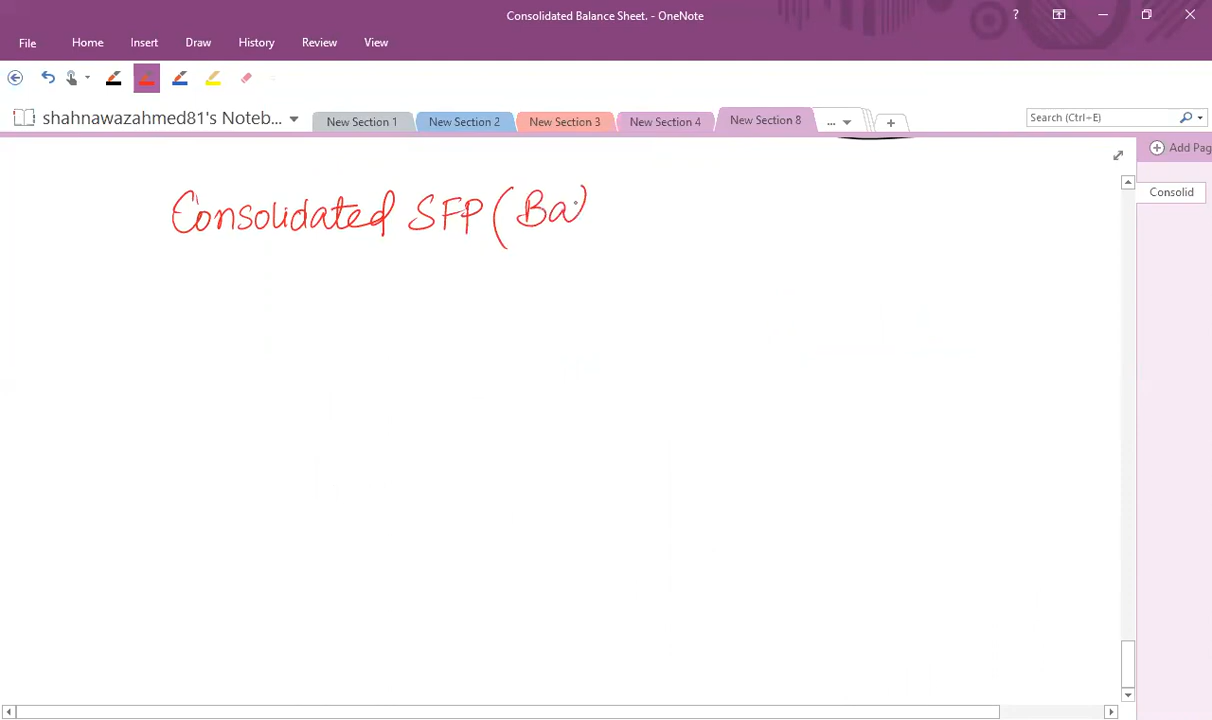 Consolidated Balance Sheet. - OneNote
?
File Home Insert Draw History Review View
shahnawazahmed81's Noteb... New Section 1 New Section 2 New Section 3 New Section 4 New Section 8 ... Search (Ctrl+E)
Add Pag
Consolid
Consolidated SFP (Ba